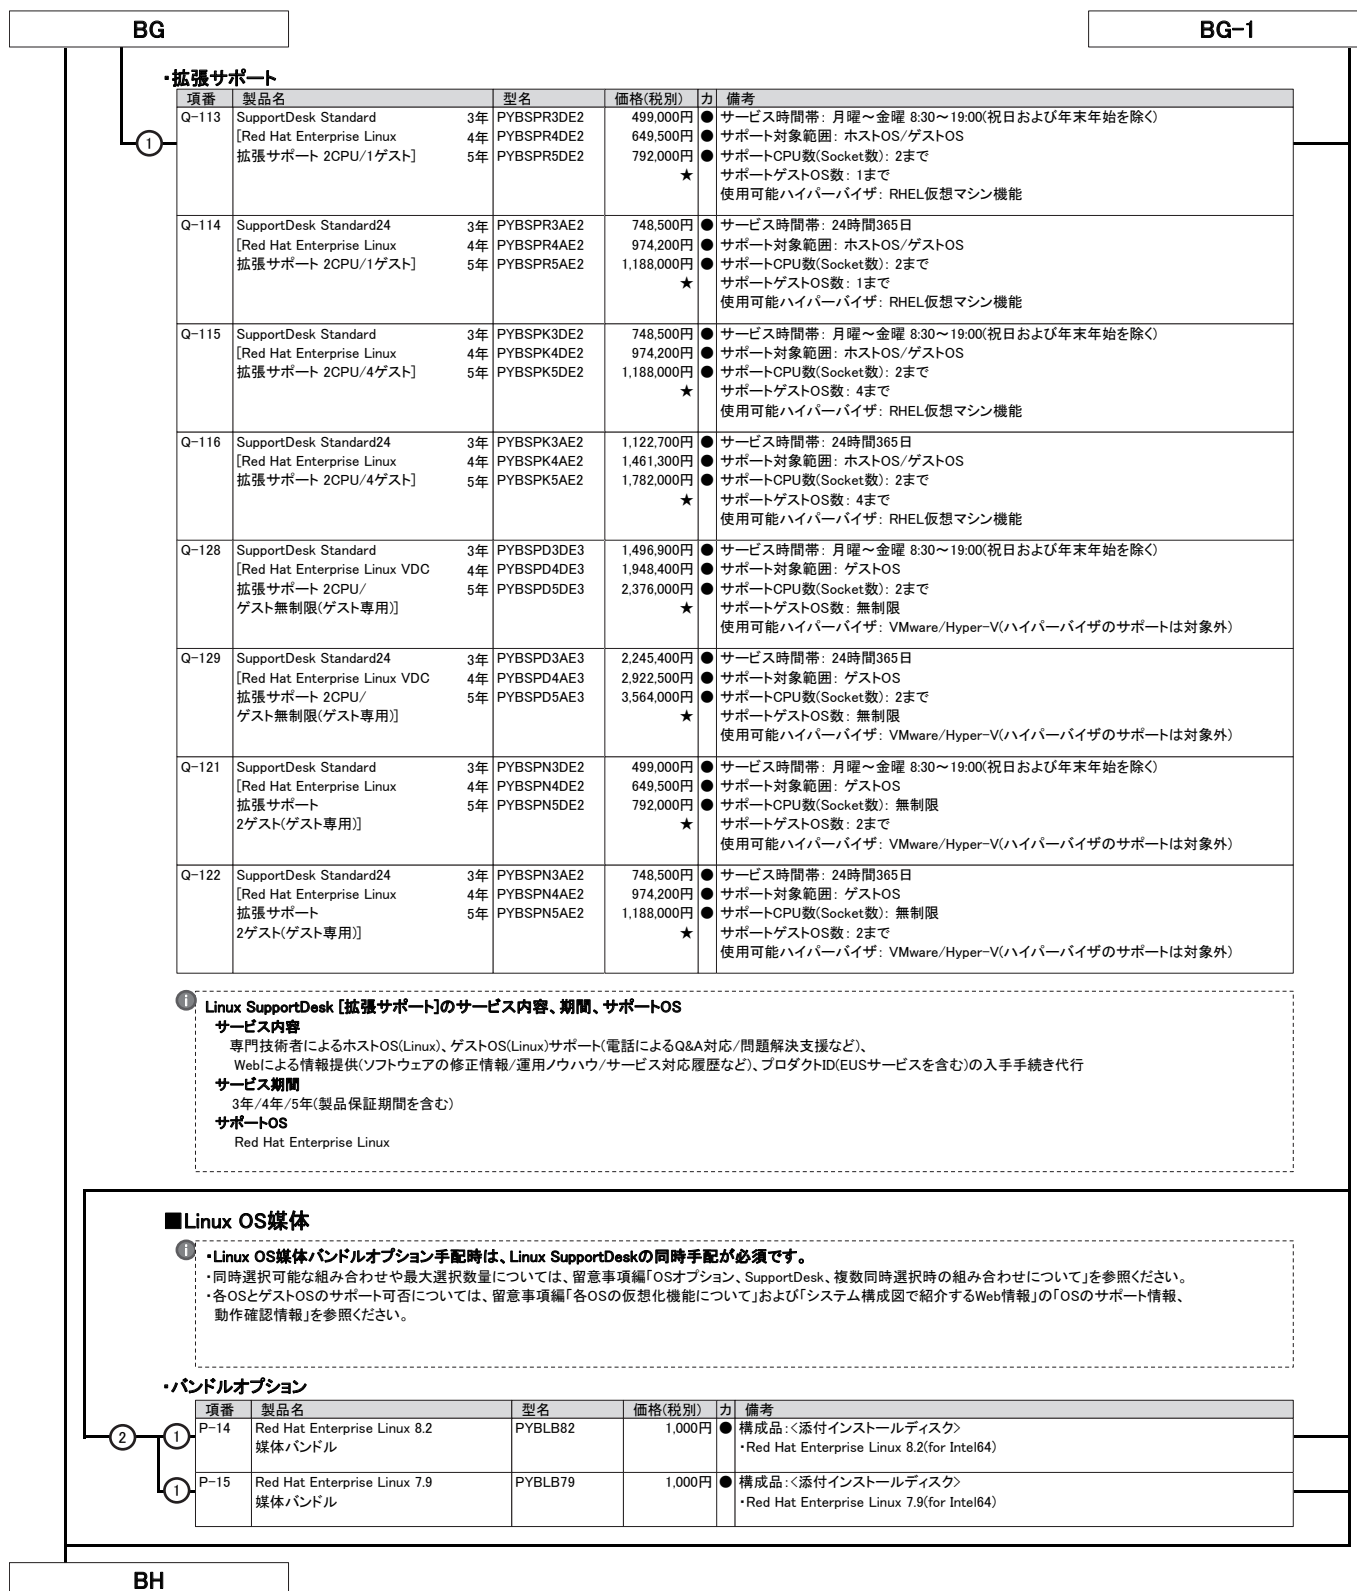 BG
BG-1
・拡張サポート
項番 製品名 型名 価格(税別) カ 備考
Q-113 SupportDesk Standard 3年 PYBSPR3DE2 499,000円 ● サービス時間帯: 月曜～金曜 8:30～19:00(祝日および年末年始を除く)
① [Red Hat Enterprise Linux 4年 PYBSPR4DE2 649,500円 ● サポート対象範囲: ホストOS/ゲストOS
拡張サポート 2CPU/1ゲスト] 5年 PYBSPR5DE2 792,000円 ● サポートCPU数(Socket数): 2まで
★ サポートゲストOS数: 1まで
使用可能ハイパーバイザ: RHEL仮想マシン機能
Q-114 SupportDesk Standard24 3年 PYBSPR3AE2 748,500円 ● サービス時間帯: 24時間365日
[Red Hat Enterprise Linux 4年 PYBSPR4AE2 974,200円 ● サポート対象範囲: ホストOS/ゲストOS
拡張サポート 2CPU/1ゲスト] 5年 PYBSPR5AE2 1,188,000円 ● サポートCPU数(Socket数): 2まで
★ サポートゲストOS数: 1まで
使用可能ハイパーバイザ: RHEL仮想マシン機能
Q-115 SupportDesk Standard 3年 PYBSPK3DE2 748,500円 ● サービス時間帯: 月曜～金曜 8:30～19:00(祝日および年末年始を除く)
[Red Hat Enterprise Linux 4年 PYBSPK4DE2 974,200円 ● サポート対象範囲: ホストOS/ゲストOS
拡張サポート 2CPU/4ゲスト] 5年 PYBSPK5DE2 1,188,000円 ● サポートCPU数(Socket数): 2まで
★ サポートゲストOS数: 4まで
使用可能ハイパーバイザ: RHEL仮想マシン機能
Q-116 SupportDesk Standard24 3年 PYBSPK3AE2 1,122,700円 ● サービス時間帯: 24時間365日
[Red Hat Enterprise Linux 4年 PYBSPK4AE2 1,461,300円 ● サポート対象範囲: ホストOS/ゲストOS
拡張サポート 2CPU/4ゲスト] 5年 PYBSPK5AE2 1,782,000円 ● サポートCPU数(Socket数): 2まで
★ サポートゲストOS数: 4まで
使用可能ハイパーバイザ: RHEL仮想マシン機能
Q-128 SupportDesk Standard 3年 PYBSPD3DE3 1,496,900円 ● サービス時間帯: 月曜～金曜 8:30～19:00(祝日および年末年始を除く)
[Red Hat Enterprise Linux VDC 4年 PYBSPD4DE3 1,948,400円 ● サポート対象範囲: ゲストOS
拡張サポート 2CPU/ 5年 PYBSPD5DE3 2,376,000円 ● サポートCPU数(Socket数): 2まで
ゲスト無制限(ゲスト専用)] ★ サポートゲストOS数: 無制限
使用可能ハイパーバイザ: VMware/Hyper-V(ハイパーバイザのサポートは対象外)
Q-129 SupportDesk Standard24 3年 PYBSPD3AE3 2,245,400円 ● サービス時間帯: 24時間365日
[Red Hat Enterprise Linux VDC 4年 PYBSPD4AE3 2,922,500円 ● サポート対象範囲: ゲストOS
拡張サポート 2CPU/ 5年 PYBSPD5AE3 3,564,000円 ● サポートCPU数(Socket数): 2まで
ゲスト無制限(ゲスト専用)] ★ サポートゲストOS数: 無制限
使用可能ハイパーバイザ: VMware/Hyper-V(ハイパーバイザのサポートは対象外)
Q-121 SupportDesk Standard 3年 PYBSPN3DE2 499,000円 ● サービス時間帯: 月曜～金曜 8:30～19:00(祝日および年末年始を除く)
[Red Hat Enterprise Linux 4年 PYBSPN4DE2 649,500円 ● サポート対象範囲: ゲストOS
拡張サポート 5年 PYBSPN5DE2 792,000円 ● サポートCPU数(Socket数): 無制限
2ゲスト(ゲスト専用)] ★ サポートゲストOS数: 2まで
使用可能ハイパーバイザ: VMware/Hyper-V(ハイパーバイザのサポートは対象外)
Q-122 SupportDesk Standard24 3年 PYBSPN3AE2 748,500円 ● サービス時間帯: 24時間365日
[Red Hat Enterprise Linux 4年 PYBSPN4AE2 974,200円 ● サポート対象範囲: ゲストOS
拡張サポート 5年 PYBSPN5AE2 1,188,000円 ● サポートCPU数(Socket数): 無制限
2ゲスト(ゲスト専用)] ★ サポートゲストOS数: 2まで
使用可能ハイパーバイザ: VMware/Hyper-V(ハイパーバイザのサポートは対象外)
i Linux SupportDesk [拡張サポート]のサービス内容、期間、サポートOS
サービス内容
専門技術者によるホストOS(Linux)、ゲストOS(Linux)サポート(電話によるQ&A対応/問題解決支援など)、
Webによる情報提供(ソフトウェアの修正情報/運用ノウハウ/サービス対応履歴など)、プロダクトID(EUSサービスを含む)の入手手続き代行
サービス期間
3年/4年/5年(製品保証期間を含む)
サポートOS
Red Hat Enterprise Linux
■Linux OS媒体
i ・Linux OS媒体バンドルオプション手配時は、Linux SupportDeskの同時手配が必須です。
・同時選択可能な組み合わせや最大選択数量については、留意事項編「OSオプション、SupportDesk、複数同時選択時の組み合わせについて」を参照ください。
・各OSとゲストOSのサポート可否については、留意事項編「各OSの仮想化機能について」および「システム構成図で紹介するWeb情報」の「OSのサポート情報、
動作確認情報」を参照ください。
・バンドルオプション
項番 製品名 型名 価格(税別) カ 備考
② ① P-14 Red Hat Enterprise Linux 8.2 PYBLB82 1,000円 ● 構成品:<添付インストールディスク>
媒体バンドル ・Red Hat Enterprise Linux 8.2(for Intel64)
① P-15 Red Hat Enterprise Linux 7.9 PYBLB79 1,000円 ● 構成品:<添付インストールディスク>
媒体バンドル ・Red Hat Enterprise Linux 7.9(for Intel64)
BH